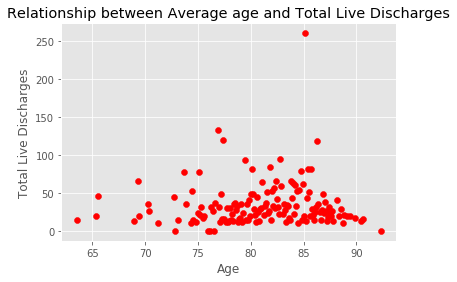 Relationship between Average age and Total Live Discharges
250
200
150
100
50
0
Total Live Discharges
65 70 75 80 85 90
Age